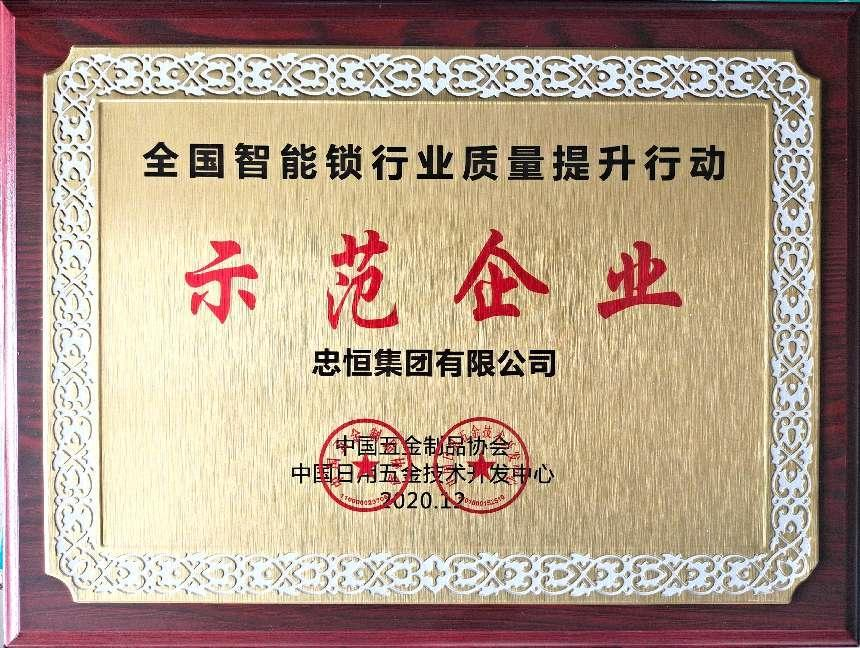 全国智能锁行业质量提升行动
示范企业
忠恒集团有限公司
中国五金制品协会
中国日用五金技术开发中心
2020.12